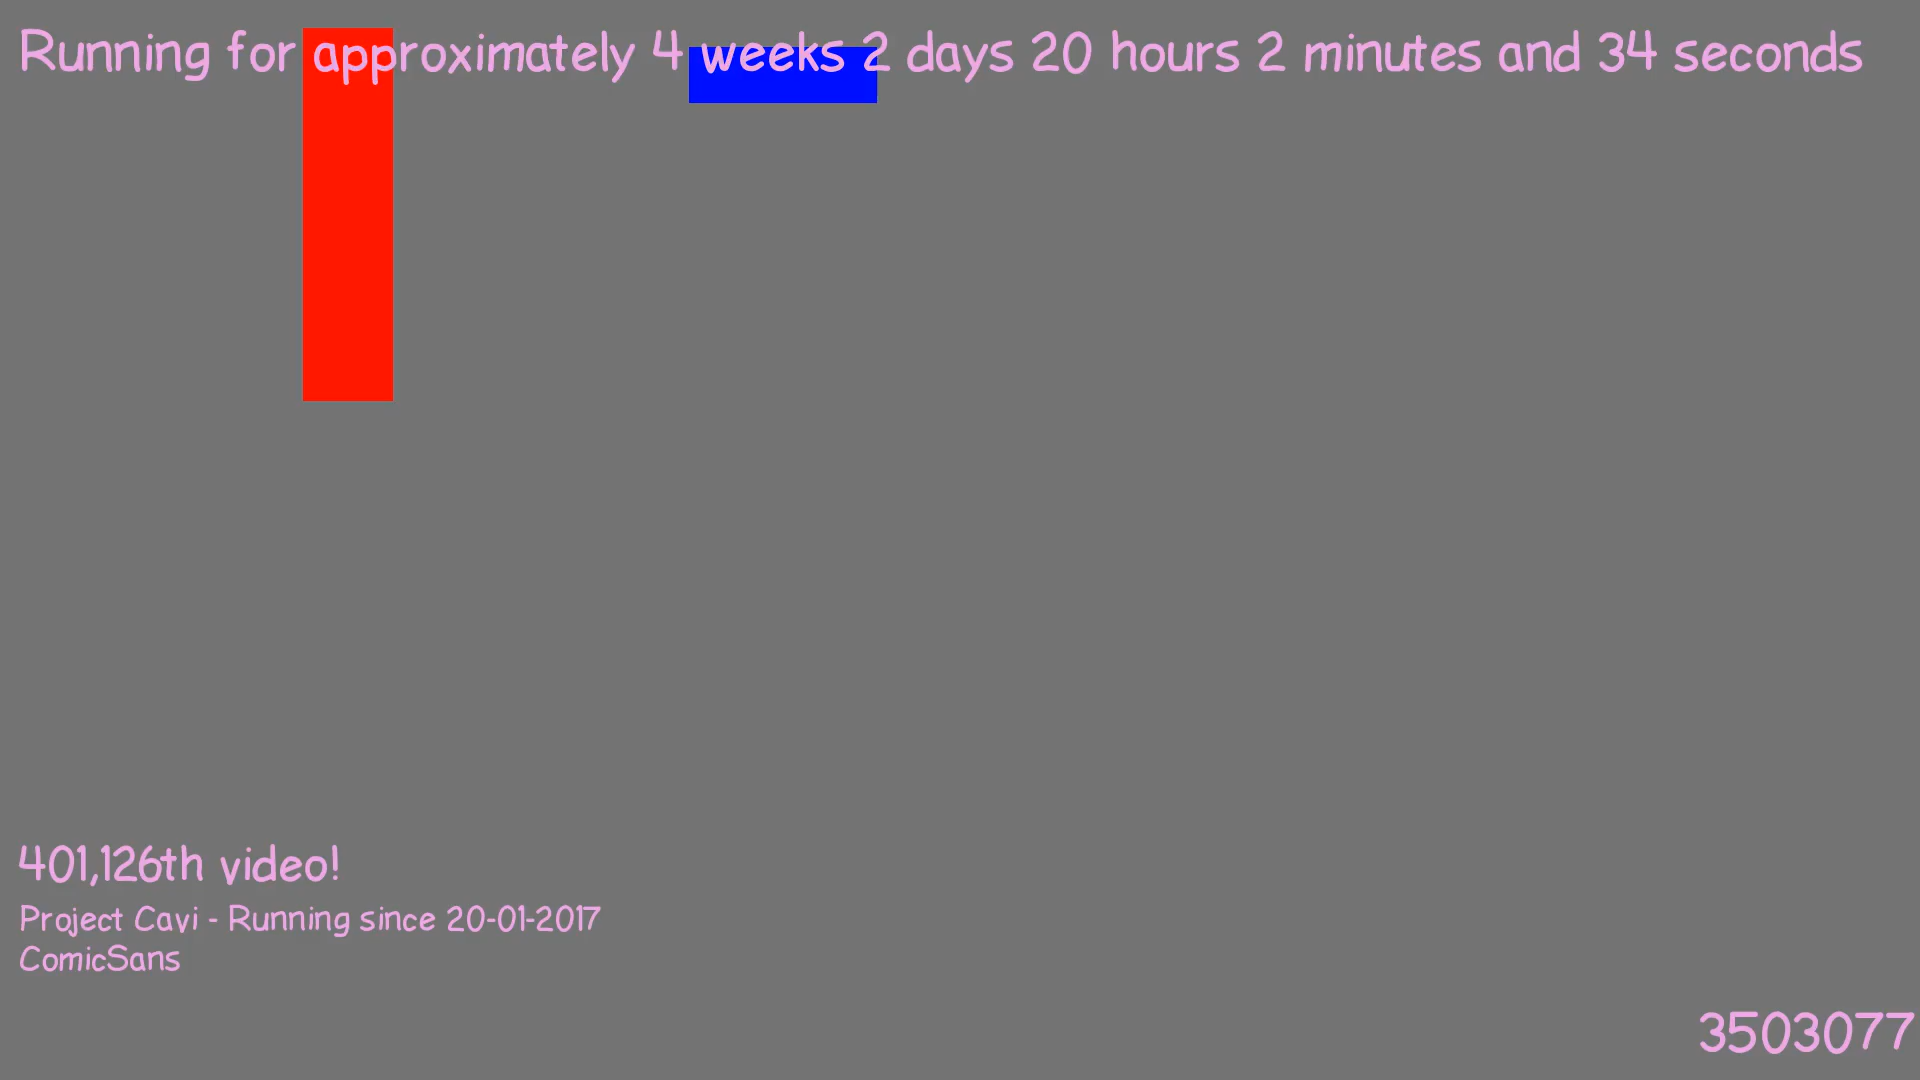 Running for approximately 4 weeks 2 days 20 hours 2 minutes and 34 seconds
401,126th video!
Project Cavi - Running since 20-01-2017
ComicSans
3503077